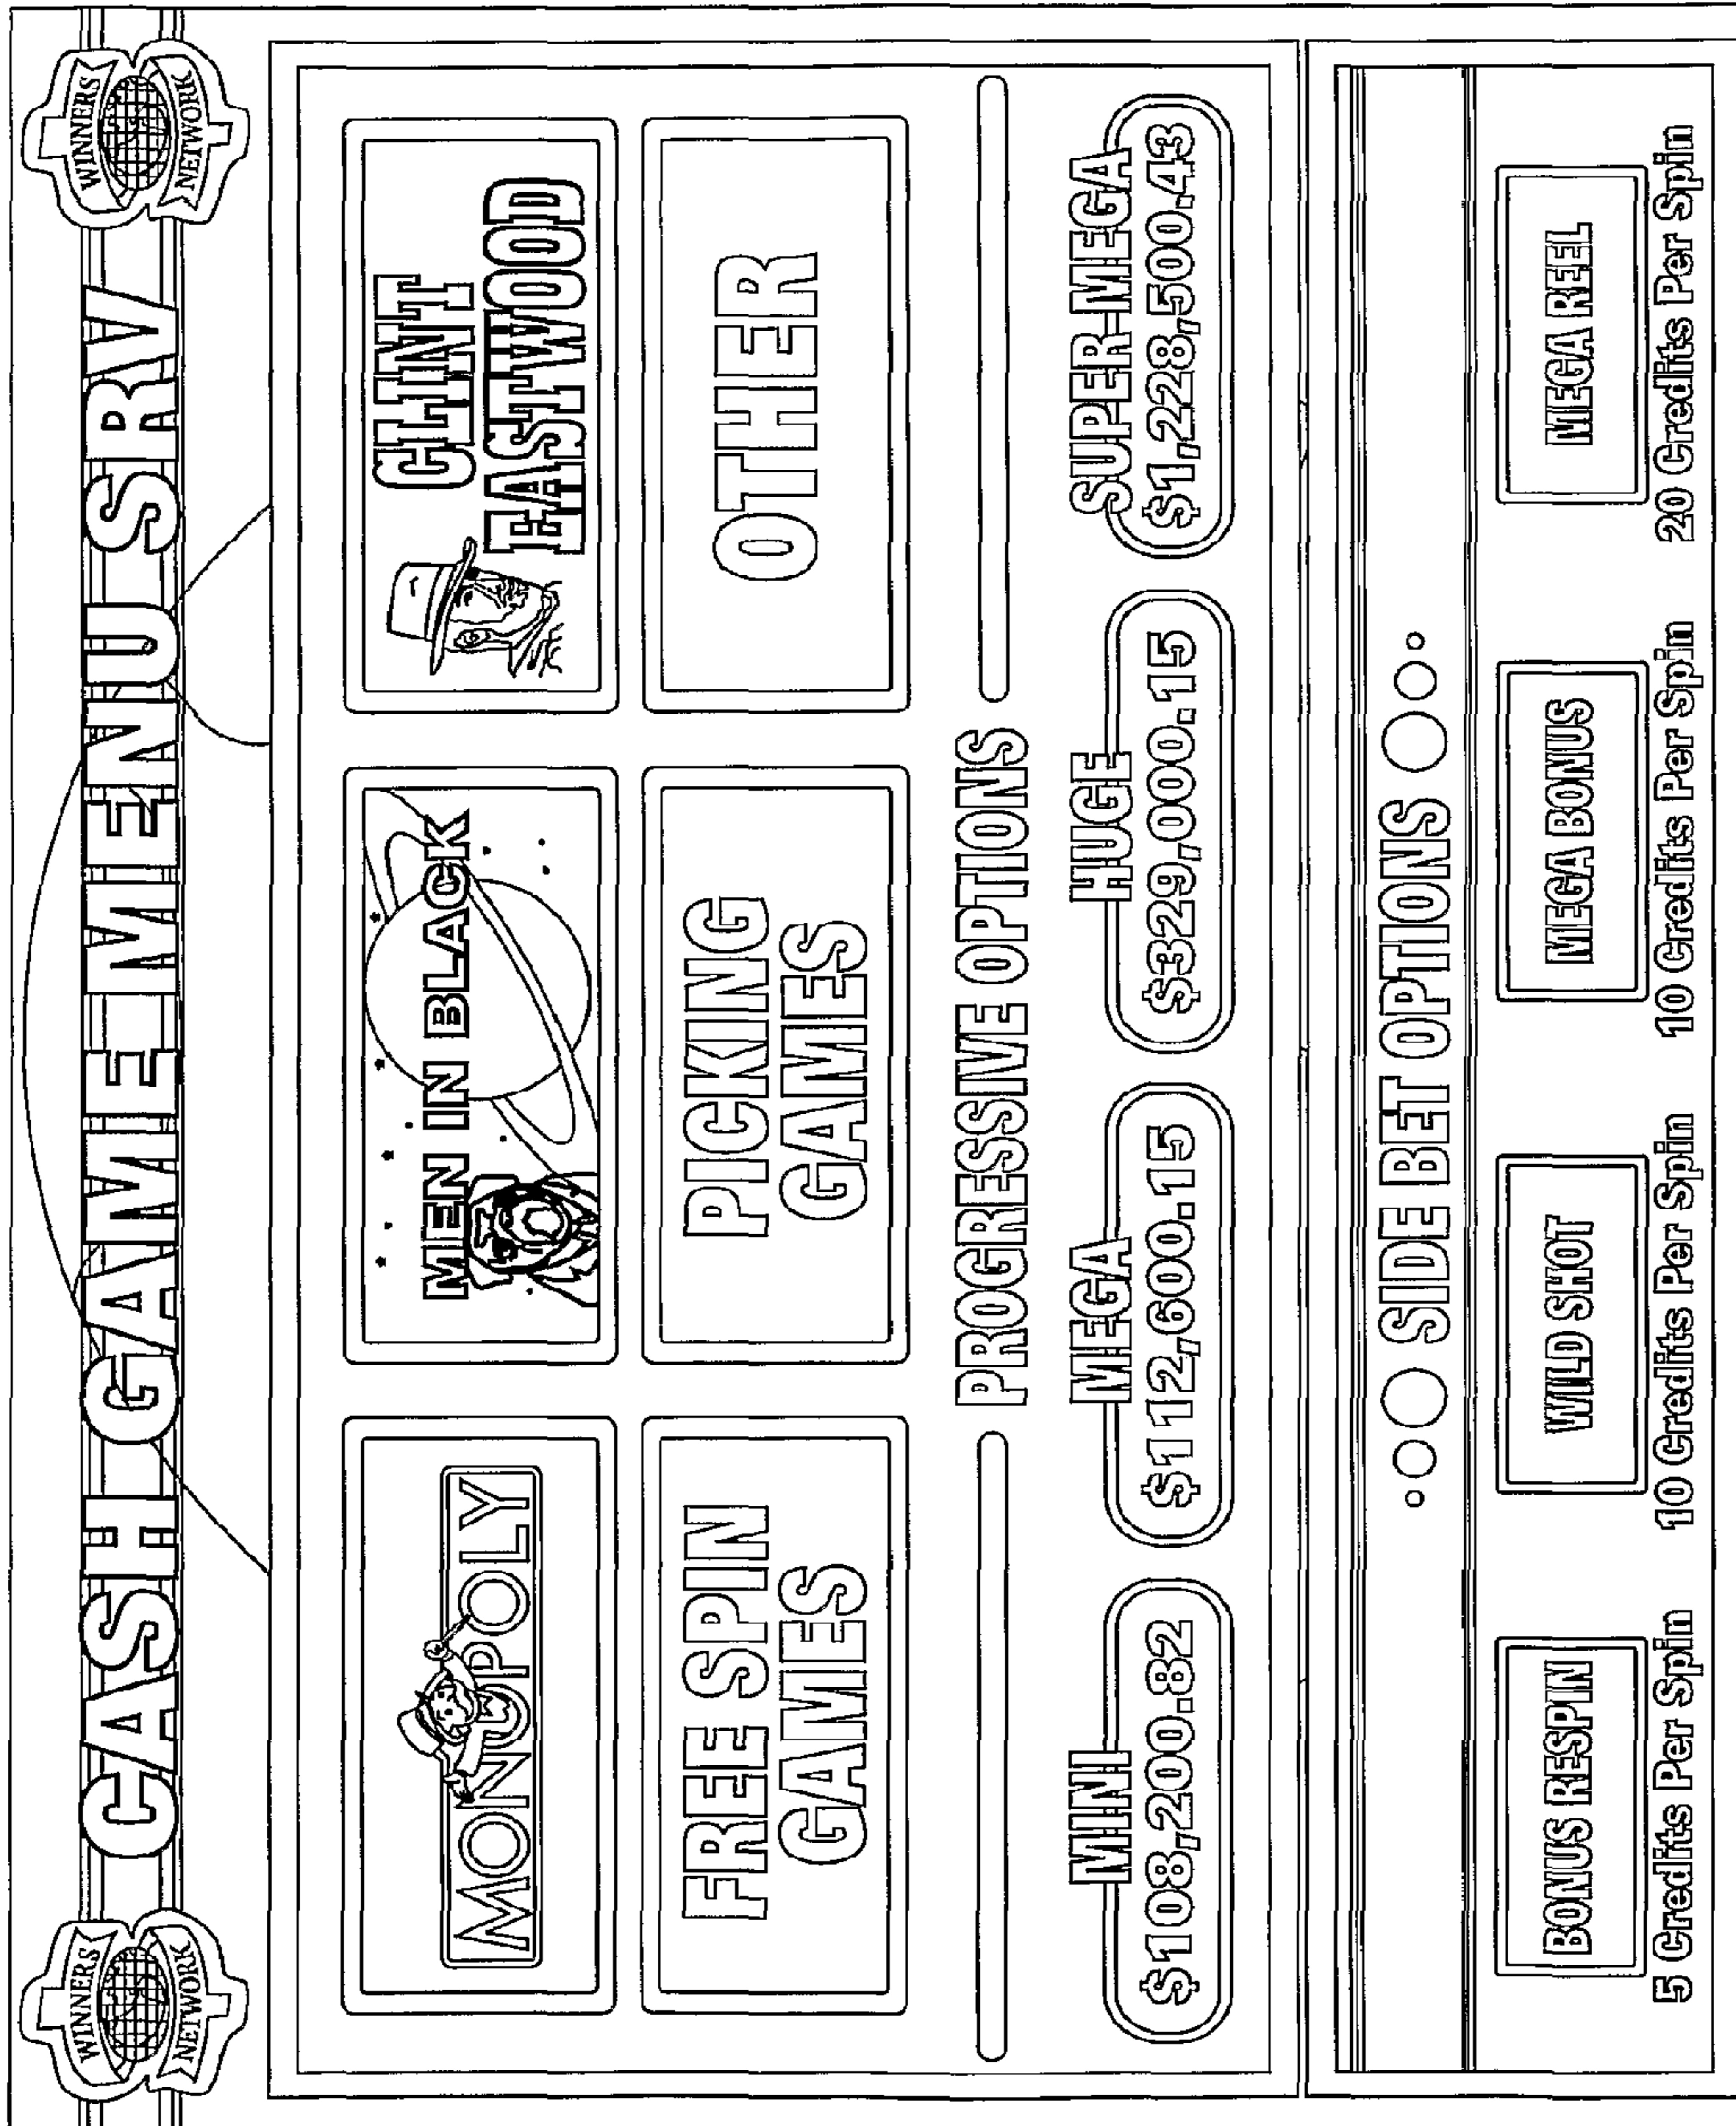 WINNERS
NETWORK
CASH GAME MENU SRV
WINNERS
NETWORK
MONOPOLY
MEN IN BLACK
CLINT
EASTWOOD
FREE SPIN
GAMES
PICKING
GAMES
OTHER
PROGRESSIVE OPTIONS
MINI
$108,200.82
MEGA
$112,600.15
HUGE
$329,000.15
SUPER-MEGA
$1,228,500.43
SIDE BET OPTIONS
BONUS RESPIN
5 Credits Per Spin
WILD SHOT
10 Credits Per Spin
MEGA BONUS
10 Credits Per Spin
MEGA REEL
20 Credits Per Spin